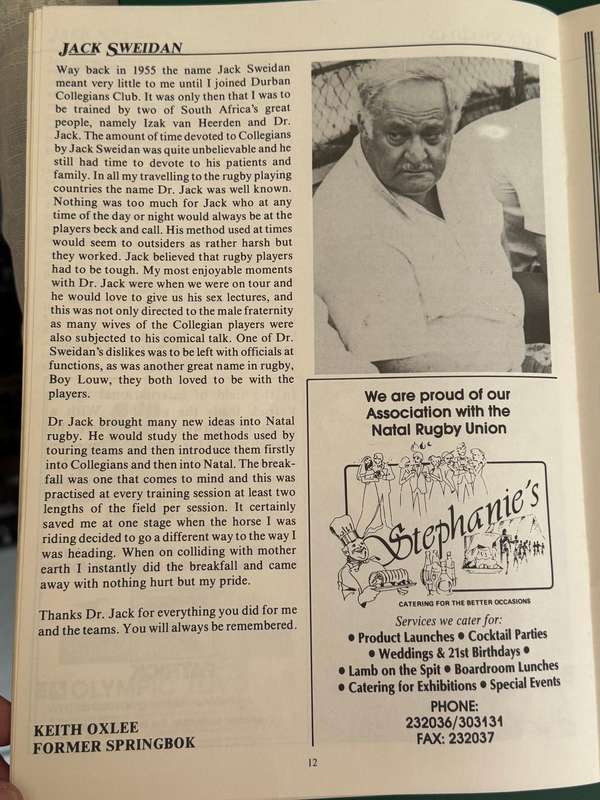 JACK SWEIDAN
Way back in 1955 the name Jack Sweidan
meant very little to me until I joined Durban
Collegians Club. It was only then that I was to
be trained by two of South Africa's great
people, namely Izak van Heerden and Dr.
Jack. The amount of time devoted to Collegians
by Jack Sweidan was quite unbelievable and he
still had time to devote to his patients and
family. In all my travelling to the rugby playing
countries the name Dr. Jack was well known.
Nothing was too much for Jack who at any
time of the day or night would always be at the
players beck and call. His method used at times
would seem to outsiders as rather harsh but
they worked. Jack believed that rugby players
had to be tough. My most enjoyable moments
with Dr. Jack were when we were on tour and
he would love to give us his sex lectures, and
this was not only directed to the male fraternity
as many wives of the Collegian players were
also subjected to his comical talk. One of Dr.
Sweidan's dislikes was to be left with officials at
functions, as was another great name in rugby,
Boy Louw, they both loved to be with the
players.
Dr Jack brought many new ideas into Natal
rugby. He would study the methods used by
touring teams and then introduce them firstly
into Collegians and then into Natal. The break-
fall was one that comes to mind and this was
practised at every training session at least two
lengths of the field per session. It certainly
saved me at one stage when the horse I was
riding decided to go a different way to the way I
was heading. When on colliding with mother
earth I instantly did the breakfall and came
away with nothing hurt but my pride.
Thanks Dr. Jack for everything you did for me
and the teams. You will always be remembered.
KEITH OXLEE
FORMER SPRINGBOK
We are proud of our
Association with the
Natal Rugby Union
Stephanie's
CATERING FOR THE BETTER OCCASIONS
Services we cater for:
• Product Launches • Cocktail Parties
• Weddings & 21st Birthdays •
• Lamb on the Spit • Boardroom Lunches
• Catering for Exhibitions • Special Events
PHONE:
232036/303131
FAX: 232037
12